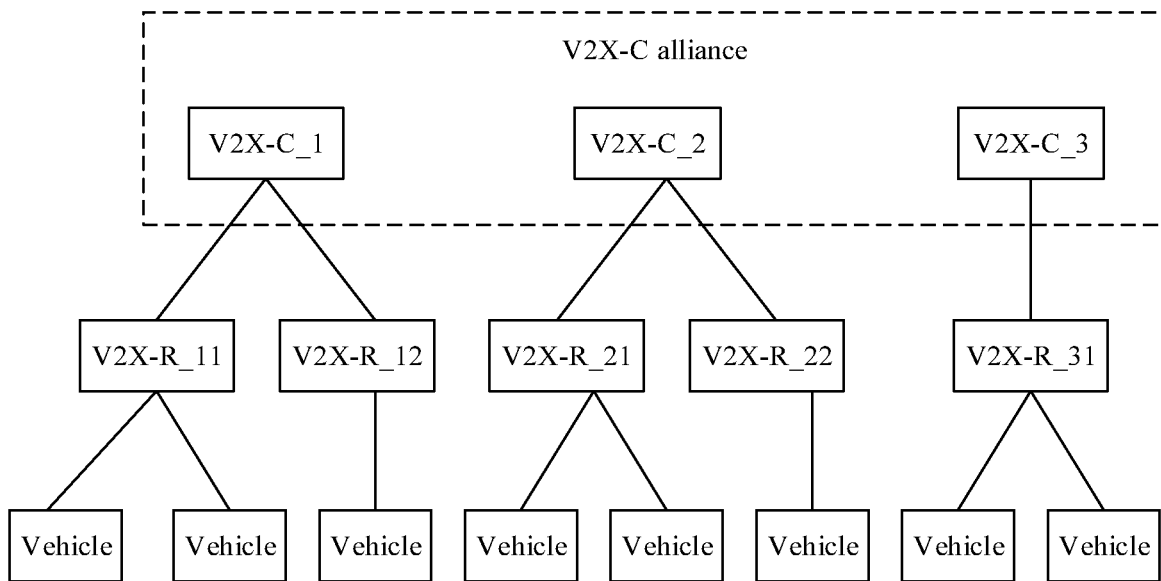 V2X-C alliance
V2X-C_1
V2X-C_2
V2X-C_3
V2X-R_11
V2X-R_12
V2X-R_21
V2X-R_22
V2X-R_31
Vehicle
Vehicle
Vehicle
Vehicle
Vehicle
Vehicle
Vehicle
Vehicle